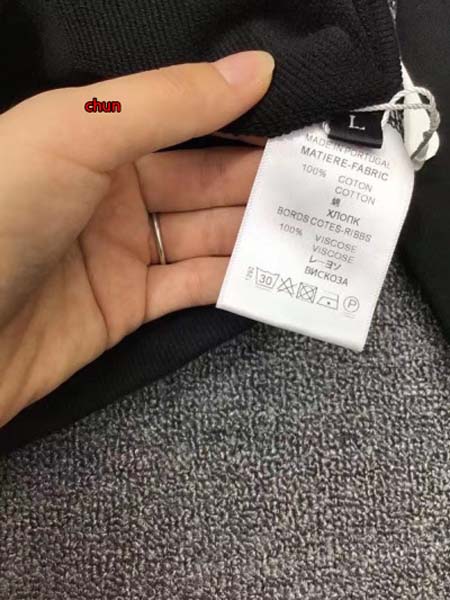 chun
L
MADE IN PORTUGAL
MATIERE-FABRIC
100% COTON
COTTON
綿
ХЛОПК
BORDS COTES-RIBBS
100% VISCOSE
VISCOSE
レーヨン
ВИСКОЗА
30 P